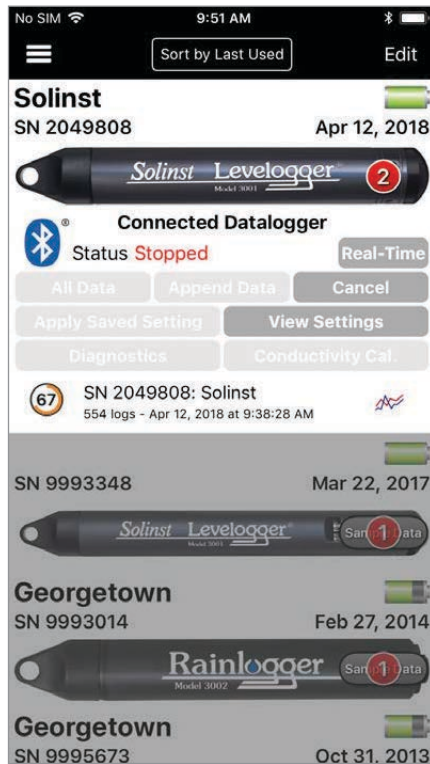 No SIM 9:51 AM
Sort by Last Used Edit
Solinst
SN 2049808 Apr 12, 2018
Solinst Levelogger® 2
Model 3001
Connected Datalogger
®
Status Stopped Real-Time
All Data Append Data Cancel
Apply Saved Setting View Settings
Diagnostics Conductivity Cal.
67 SN 2049808: Solinst
554 logs - Apr 12, 2018 at 9:38:28 AM
SN 9993348 Mar 22, 2017
Solinst Levelogger® Sample Data 1
Model 3001
Georgetown
SN 9993014 Feb 27, 2014
Rainlogger Sample Data 1
Model 3002
Georgetown
SN 9995673 Oct 31, 2013